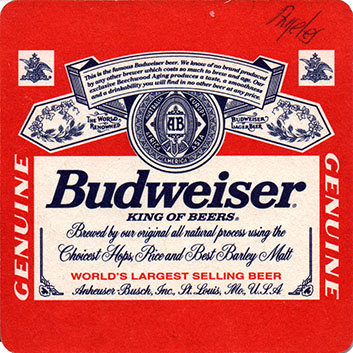 This is the famous Budweiser beer. We know of no brand produced
by any other brewer which costs so much to brew and age. Our
exclusive Beechwood Aging produces a taste, a smoothness
and a drinkability you will find in no other beer at any price.
THE WORLD
RENOWNED
BUDWEISER
LAGER BEER
AB
AMERICA
GENUINE
GENUINE
Budweiser®
KING OF BEERS®
Brewed by our original all natural process using the
Choicest Hops, Rice and Best Barley Malt
WORLD'S LARGEST SELLING BEER
Anheuser-Busch, Inc., St. Louis, Mo., U.S.A.